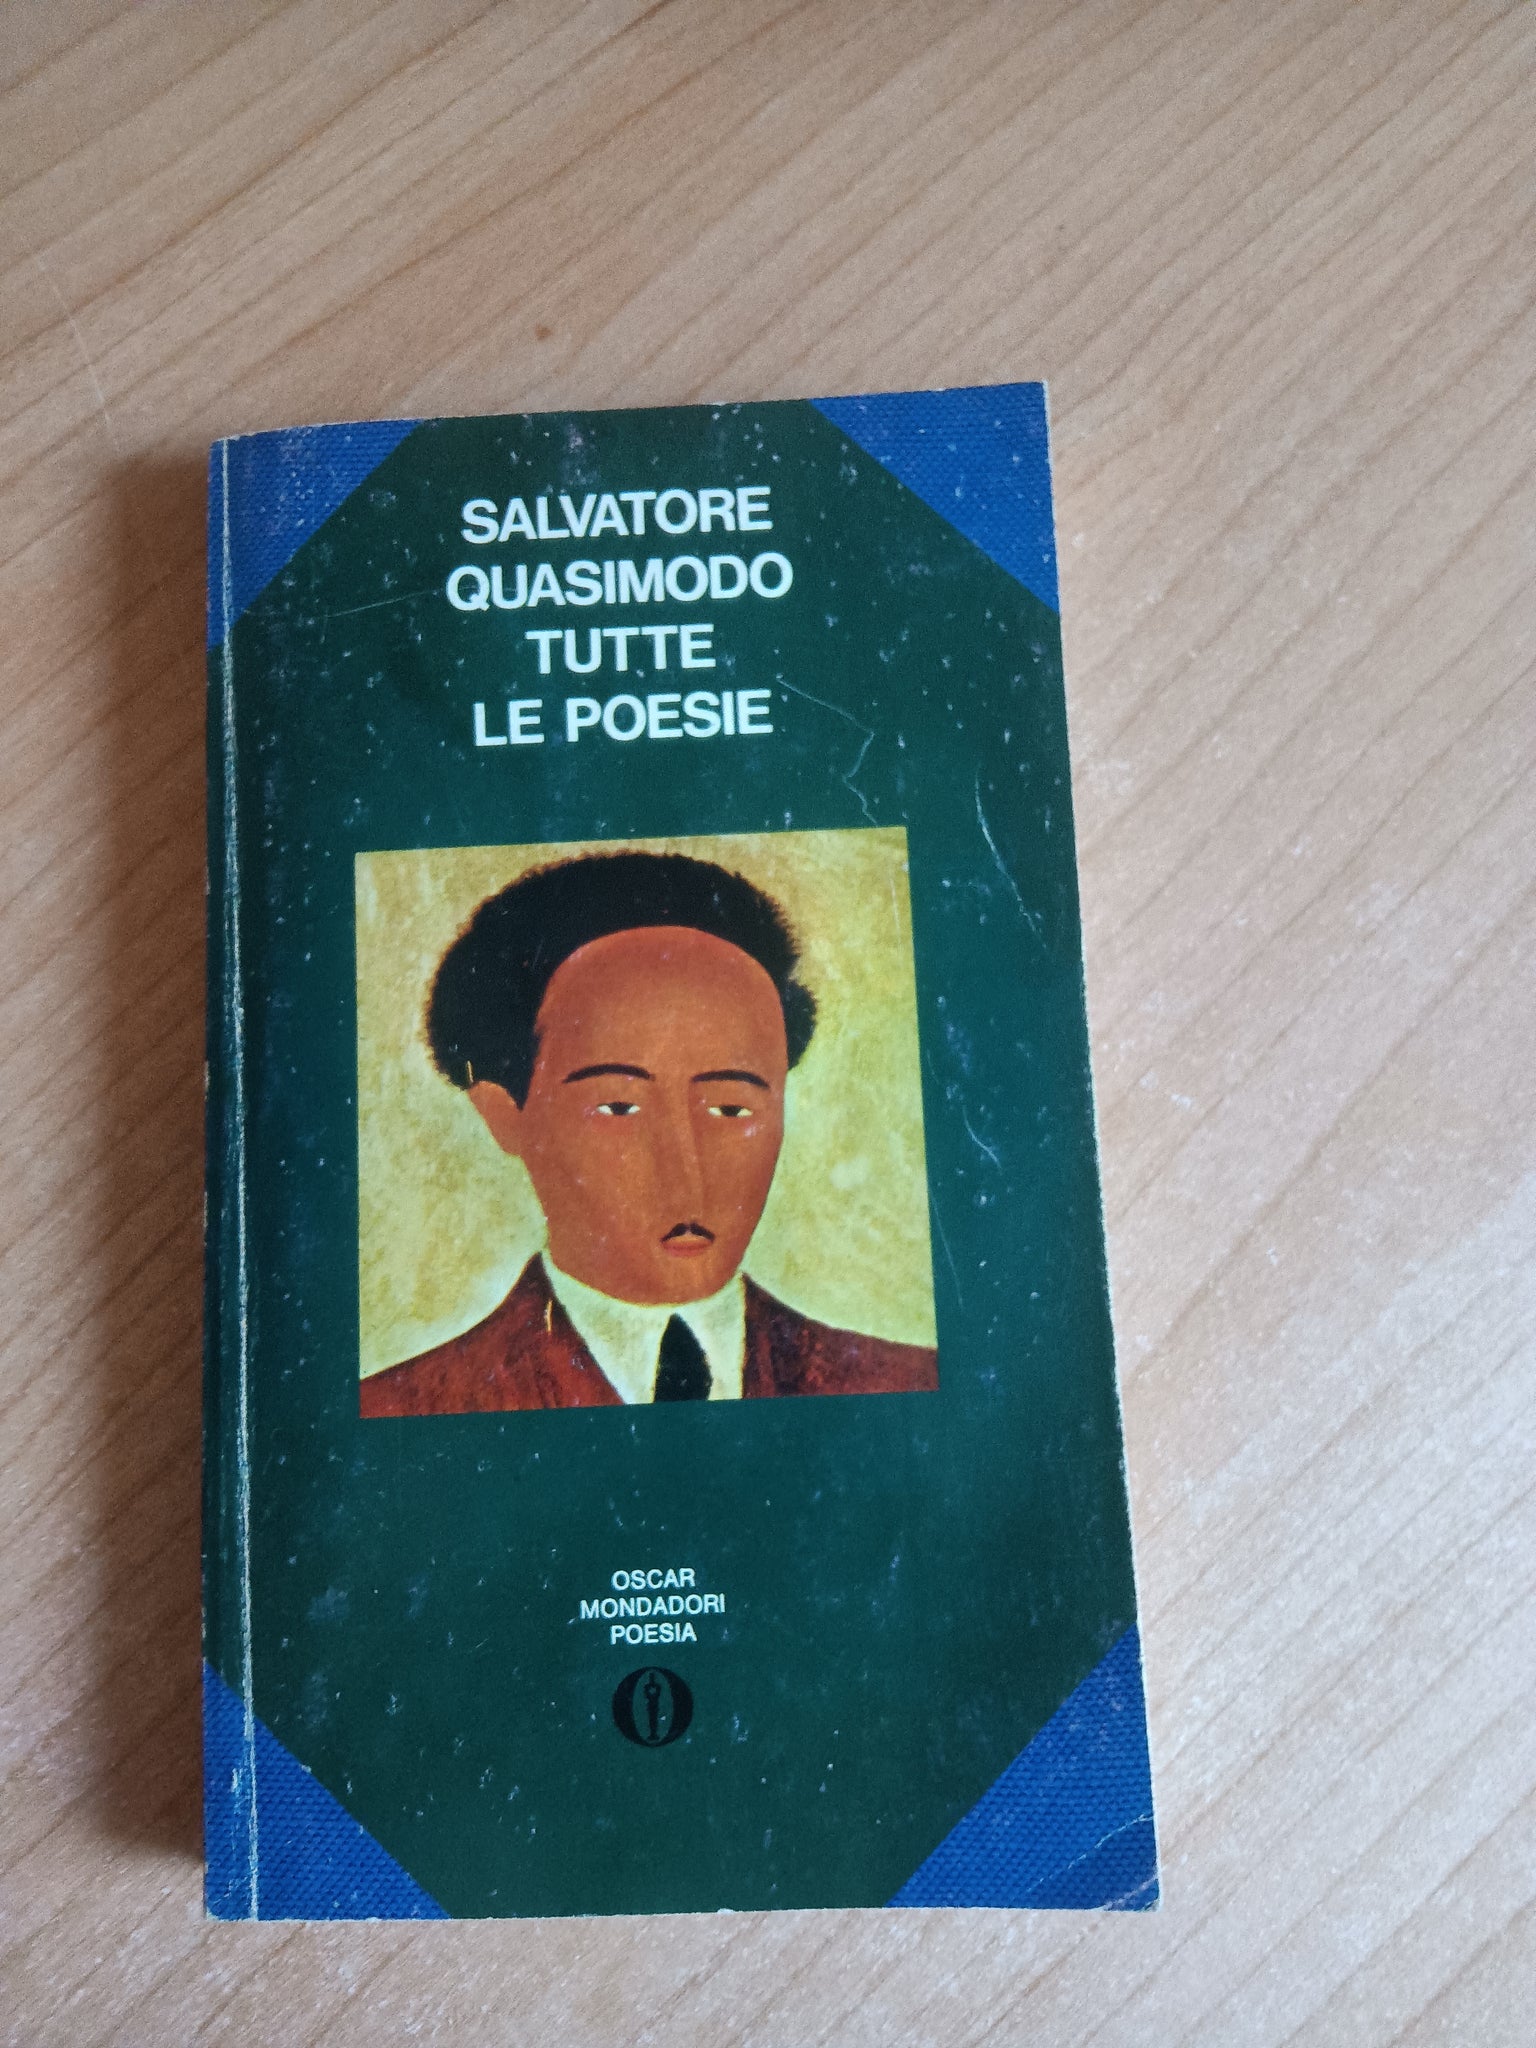 SALVATORE
QUASIMODO
TUTTE
LE POESIE
OSCAR
MONDADORI
POESIA